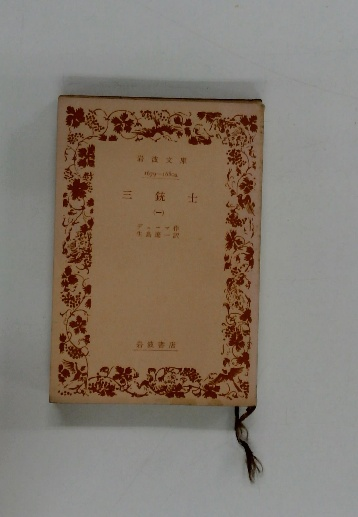 岩波文庫
三銃士
(一)
デューマ作
生島遼一訳
岩波書店